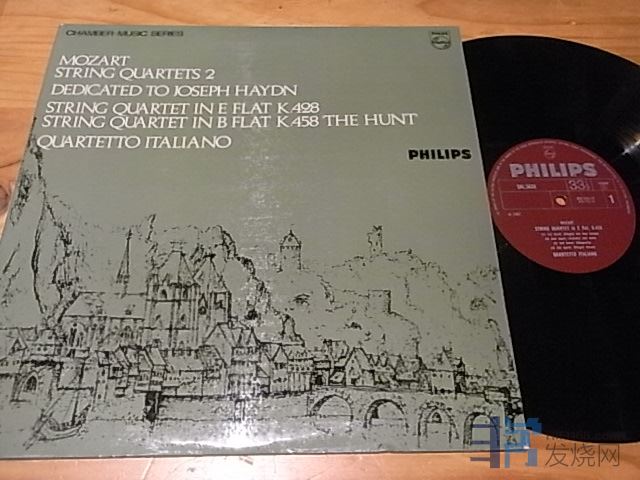 CHAMBER-MUSIC SERIES
PHILIPS
MOZART
STRING QUARTETS 2
DEDICATED TO JOSEPH HAYDN
STRING QUARTET IN E FLAT K.428
STRING QUARTET IN B FLAT K.458 THE HUNT
QUARTETTO ITALIANO
PHILIPS
PHILIPS
33⅓
1
MOZART
STRING QUARTET in E flat, K.428
QUARTETTO ITALIANO
发烧网